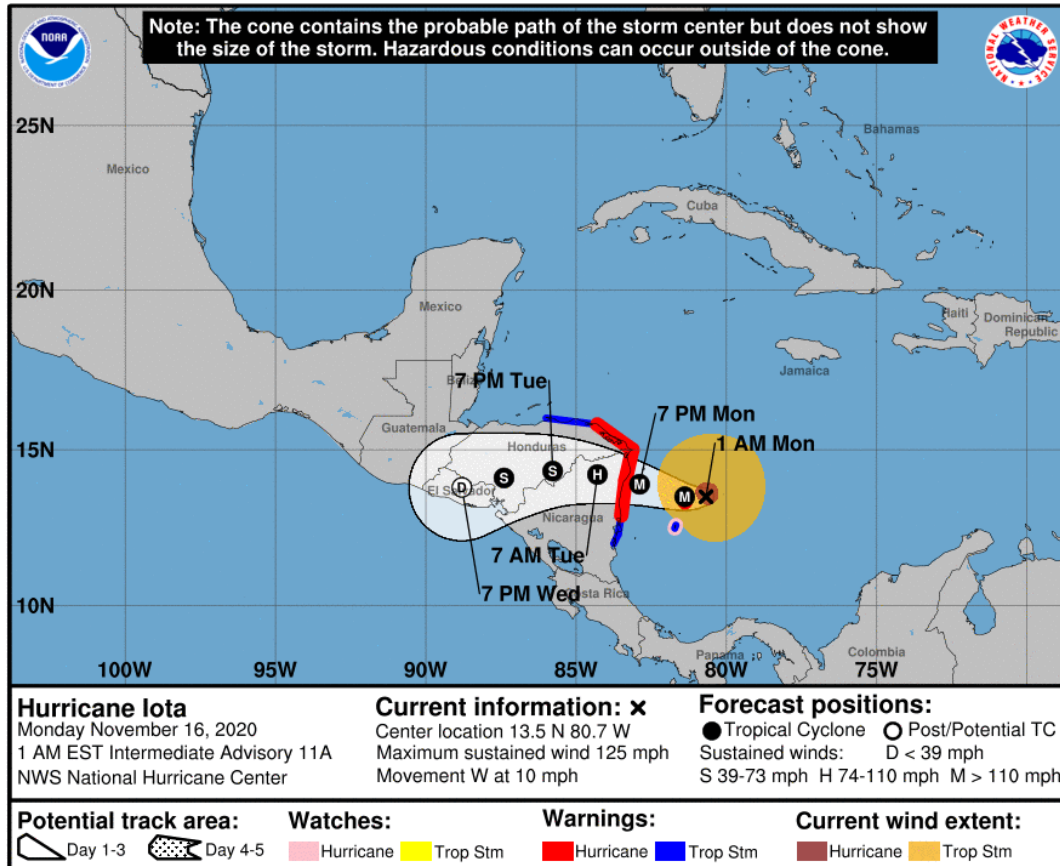 Note: The cone contains the probable path of the storm center but does not show
the size of the storm. Hazardous conditions can occur outside of the cone.
NOAA
NATIONAL WEATHER SERVICE
25N
20N
15N
10N
100W
95W
90W
85W
80W
75W
Mexico
Bahamas
Cuba
Mexico
Haiti
Dominican
Republic
Jamaica
Belize
7 PM Tue
7 PM Mon
1 AM Mon
Guatemala
Honduras
El Salvador
Nicaragua
D
S
S
H
M
M
7 AM Tue
7 PM Wed
Costa Rica
Panama
Colombia
Hurricane Iota
Monday November 16, 2020
1 AM EST Intermediate Advisory 11A
NWS National Hurricane Center
Current information: x
Center location 13.5 N 80.7 W
Maximum sustained wind 125 mph
Movement W at 10 mph
Forecast positions:
Tropical Cyclone Post/Potential TC
Sustained winds: D < 39 mph
S 39-73 mph H 74-110 mph M > 110 mph
Potential track area:
Day 1-3 Day 4-5
Watches:
Hurricane Trop Stm
Warnings:
Hurricane Trop Stm
Current wind extent:
Hurricane Trop Stm